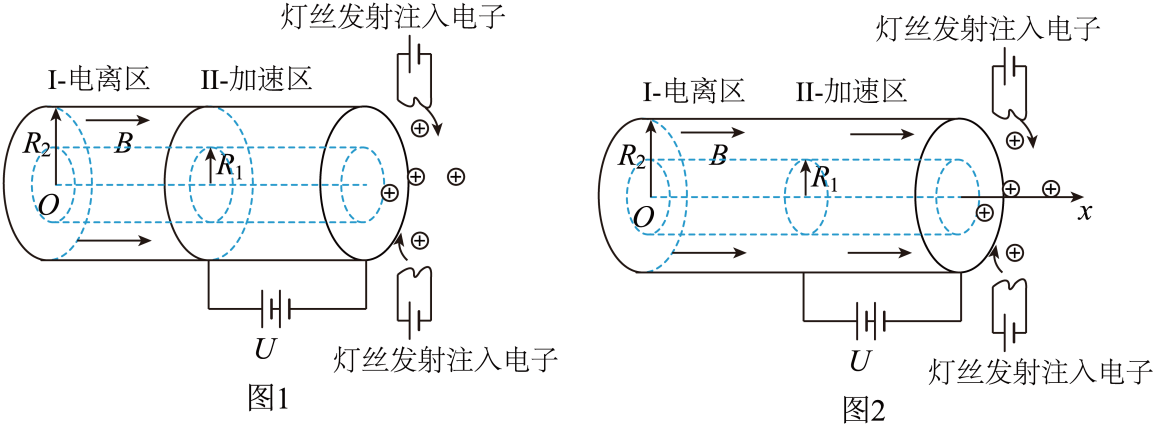 灯丝发射注入电子
I-电离区 II-加速区
R₂ B R₁
O
U
灯丝发射注入电子
图1
灯丝发射注入电子
I-电离区 II-加速区
R₂ B R₁
O x
U
灯丝发射注入电子
图2